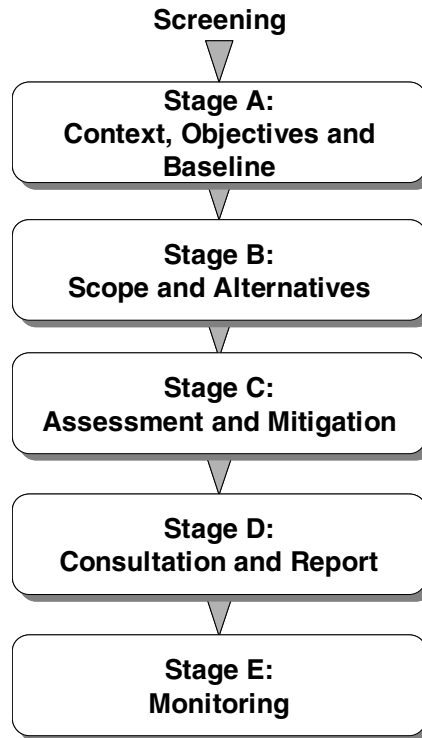 Screening
Stage A:
Context, Objectives and
Baseline
Stage B:
Scope and Alternatives
Stage C:
Assessment and Mitigation
Stage D:
Consultation and Report
Stage E:
Monitoring